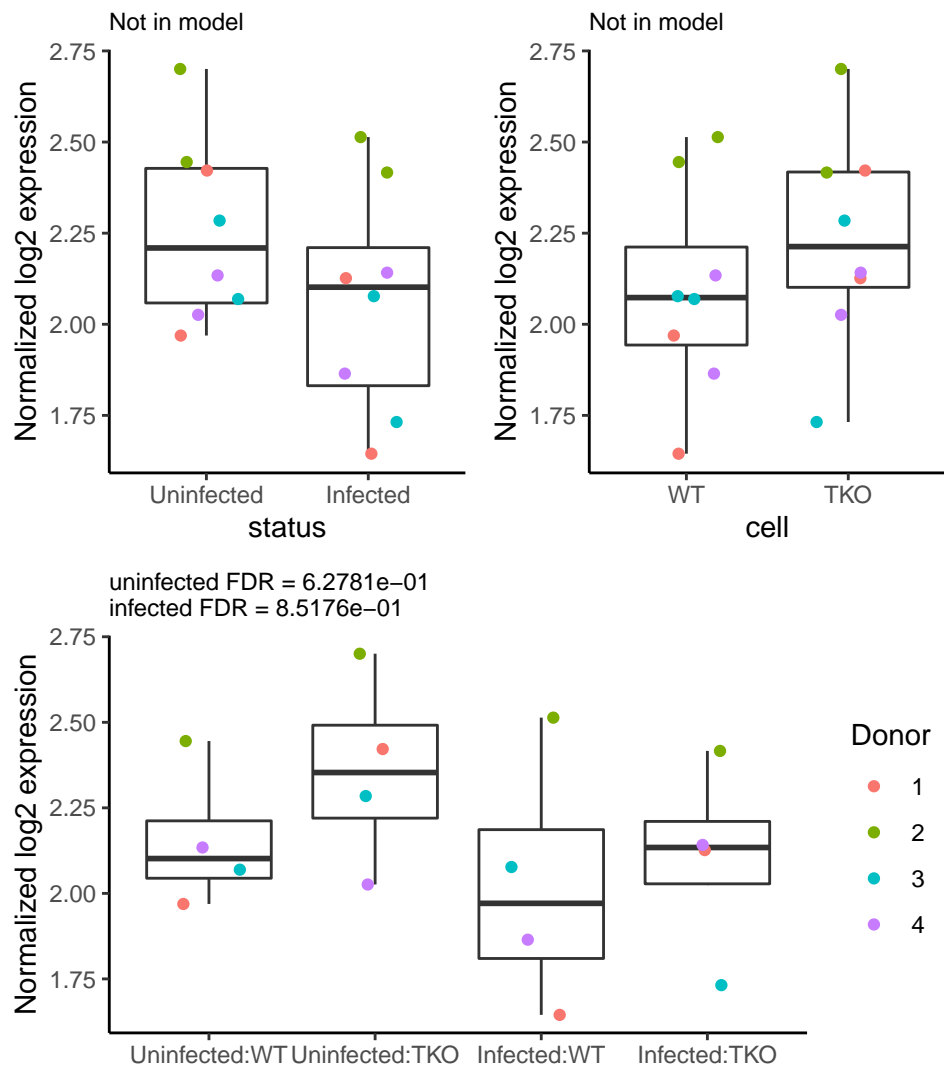 Not in model
Normalized log2 expression
2.75
2.50
2.25
2.00
1.75
Uninfected Infected
status
Not in model
Normalized log2 expression
2.75
2.50
2.25
2.00
1.75
WT TKO
cell
uninfected FDR = 6.2781e−01
infected FDR = 8.5176e−01
Normalized log2 expression
2.75
2.50
2.25
2.00
1.75
Uninfected:WT Uninfected:TKO Infected:WT Infected:TKO
Donor
1
2
3
4